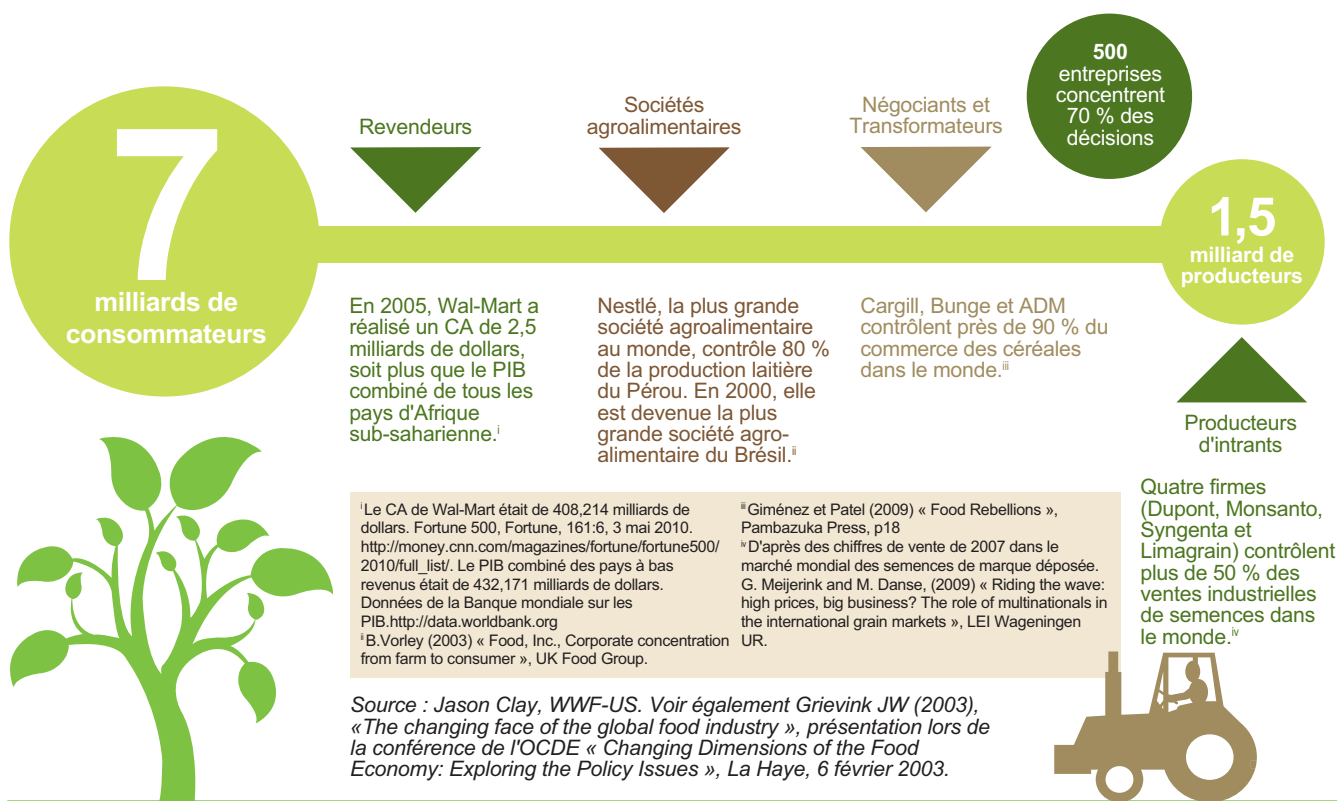 7
milliards de
consommateurs
Revendeurs
Sociétés
agroalimentaires
Négociants et
Transformateurs
500
entreprises
concentrent
70 % des
décisions
1,5
milliard de
producteurs
En 2005, Wal-Mart a
réalisé un CA de 2,5
milliards de dollars,
soit plus que le PIB
combiné de tous les
pays d'Afrique
sub-saharienne.ⁱ
Nestlé, la plus grande
société agroalimentaire
au monde, contrôle 80 %
de la production laitière
du Pérou. En 2000, elle
est devenue la plus
grande société agro-
alimentaire du Brésil.ⁱⁱ
Cargill, Bunge et ADM
contrôlent près de 90 % du
commerce des céréales
dans le monde.ⁱⁱⁱ
Producteurs
d'intrants
Quatre firmes
(Dupont, Monsanto,
Syngenta et
Limagrain) contrôlent
plus de 50 % des
ventes industrielles
de semences dans
le monde.ⁱᵛ
ⁱ Le CA de Wal-Mart était de 408,214 milliards de
dollars. Fortune 500, Fortune, 161:6, 3 mai 2010.
http://money.cnn.com/magazines/fortune/fortune500/
2010/full_list/. Le PIB combiné des pays à bas
revenus était de 432,171 milliards de dollars.
Données de la Banque mondiale sur les
PIB.http://data.worldbank.org
ⁱⁱ B.Vorley (2003) « Food, Inc., Corporate concentration
from farm to consumer », UK Food Group.
ⁱⁱⁱ Giménez et Patel (2009) « Food Rebellions »,
Pambazuka Press, p18
ⁱᵛ D'après des chiffres de vente de 2007 dans le
marché mondial des semences de marque déposée.
G. Meijerink and M. Danse, (2009) « Riding the wave:
high prices, big business? The role of multinationals in
the international grain markets », LEI Wageningen
UR.
Source : Jason Clay, WWF-US. Voir également Grievink JW (2003),
«The changing face of the global food industry », présentation lors de
la conférence de l'OCDE « Changing Dimensions of the Food
Economy: Exploring the Policy Issues », La Haye, 6 février 2003.